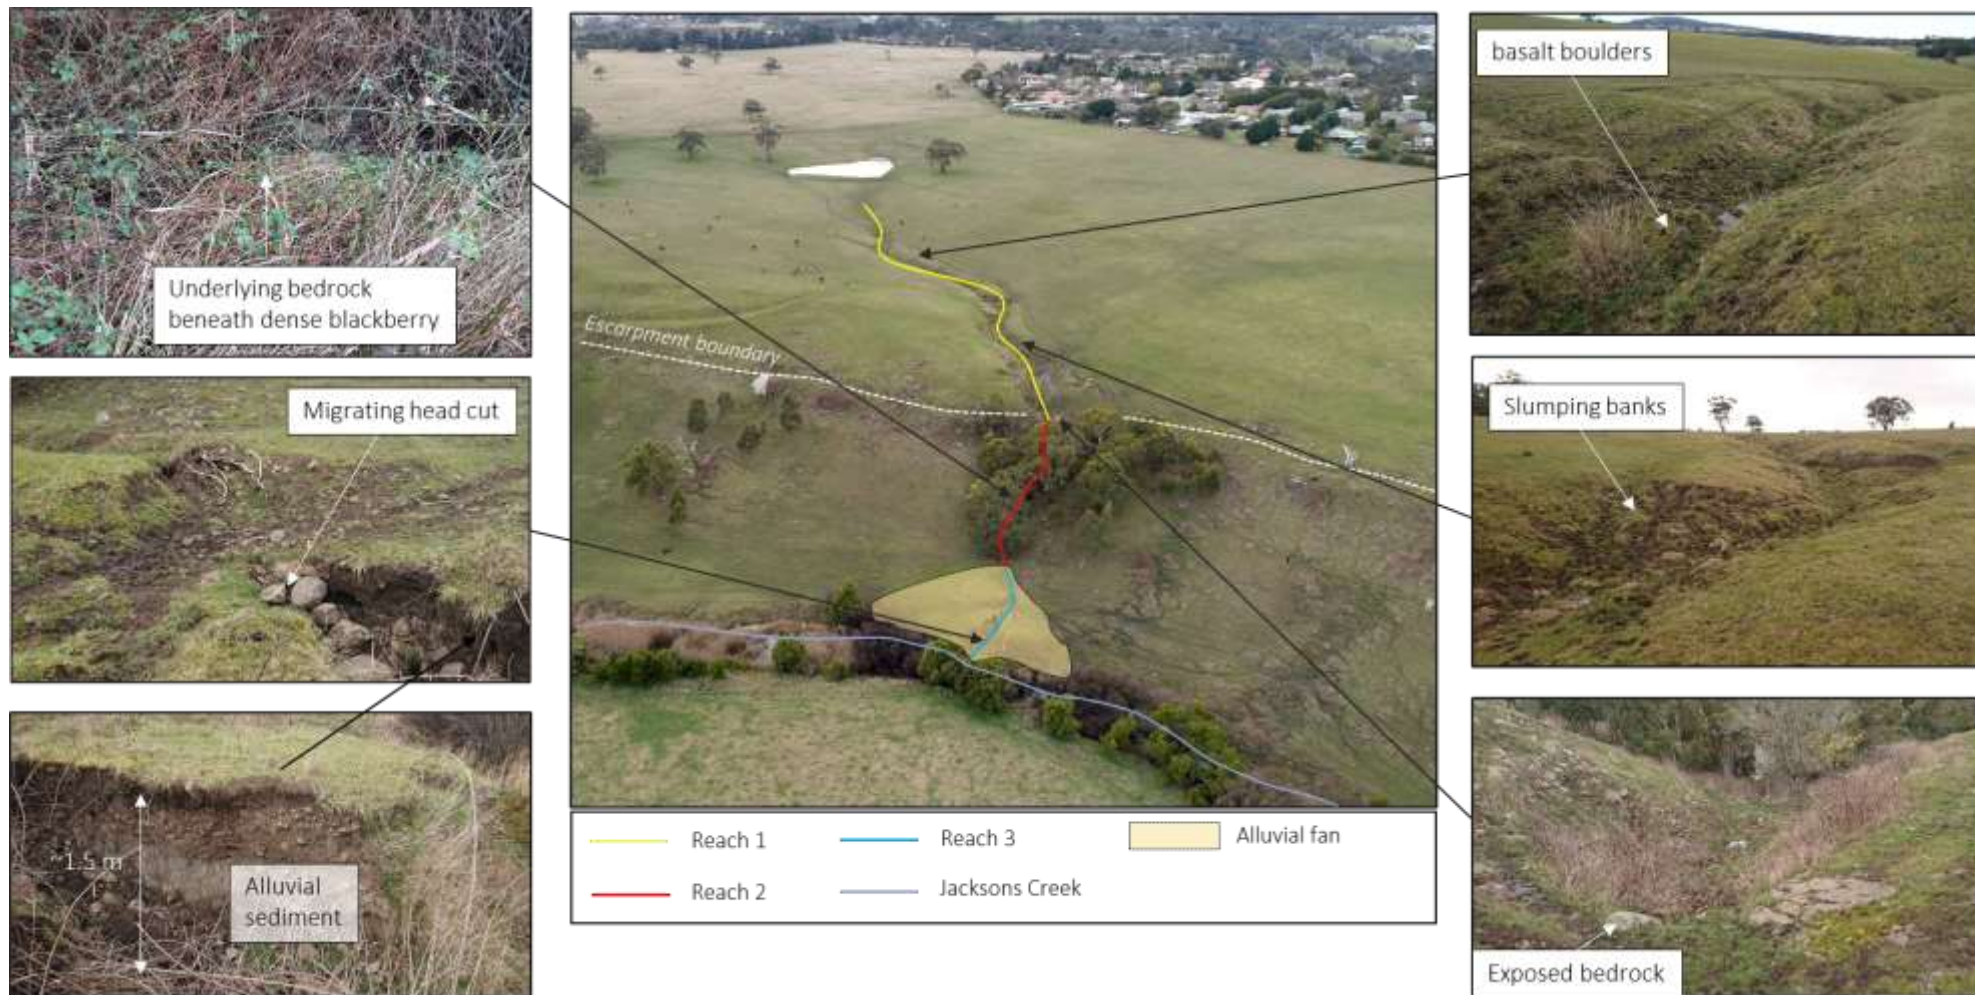 Underlying bedrock
beneath dense blackberry
Migrating head cut
~1.5 m
Alluvial
sediment
Escarpment boundary
Reach 1
Reach 2
Reach 3
Jacksons Creek
Alluvial fan
basalt boulders
Slumping banks
Exposed bedrock